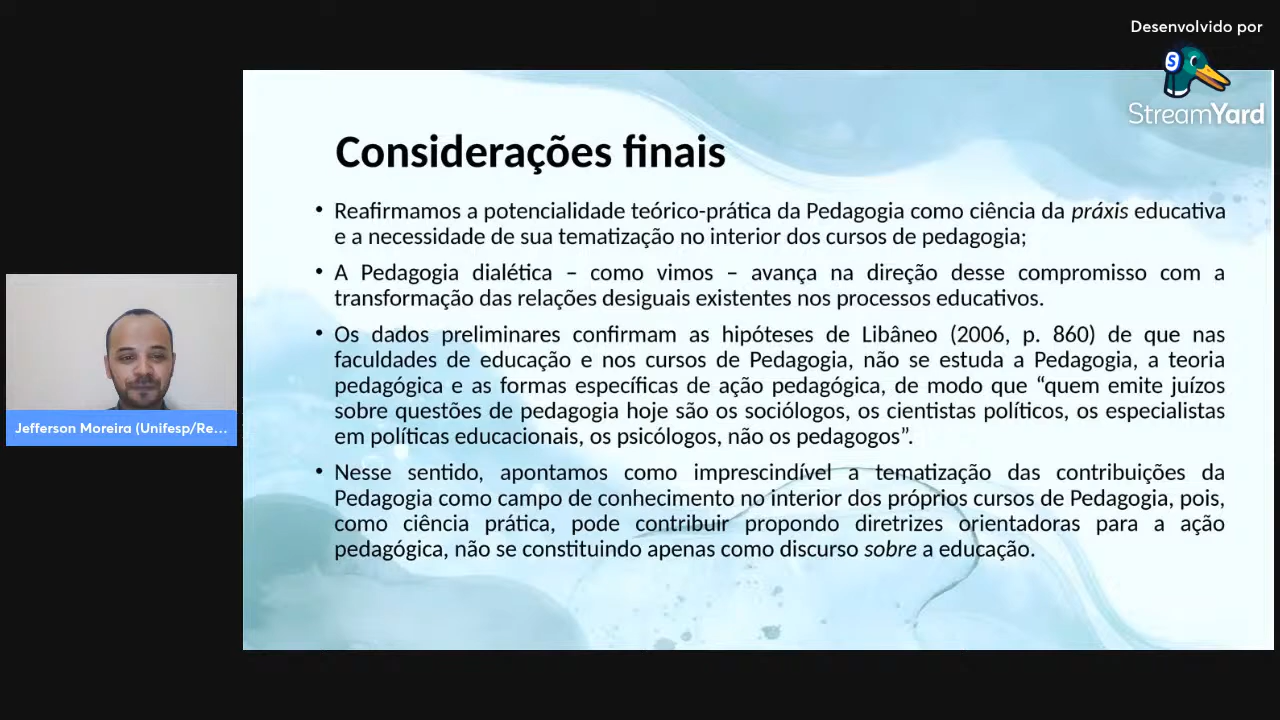 Desenvolvido por
StreamYard
Considerações finais
• Reafirmamos a potencialidade teórico-prática da Pedagogia como ciência da práxis educativa
e a necessidade de sua tematização no interior dos cursos de pedagogia;
• A Pedagogia dialética – como vimos – avança na direção desse compromisso com a
transformação das relações desiguais existentes nos processos educativos.
• Os dados preliminares confirmam as hipóteses de Libâneo (2006, p. 860) de que nas
faculdades de educação e nos cursos de Pedagogia, não se estuda a Pedagogia, a teoria
pedagógica e as formas específicas de ação pedagógica, de modo que “quem emite juízos
sobre questões de pedagogia hoje são os sociólogos, os cientistas políticos, os especialistas
em políticas educacionais, os psicólogos, não os pedagogos”.
• Nesse sentido, apontamos como imprescindível a tematização das contribuições da
Pedagogia como campo de conhecimento no interior dos próprios cursos de Pedagogia, pois,
como ciência prática, pode contribuir propondo diretrizes orientadoras para a ação
pedagógica, não se constituindo apenas como discurso sobre a educação.
Jefferson Moreira (Unifesp/Re...